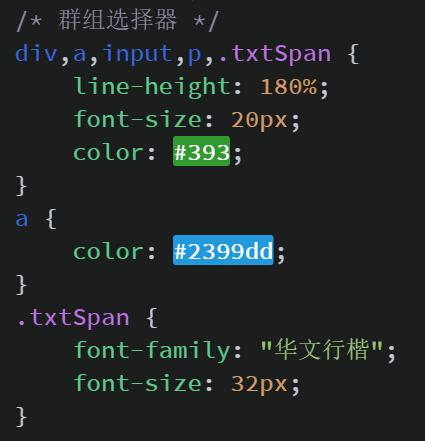 /* 群组选择器 */
div,a,input,p,.txtSpan {
    line-height: 180%;
    font-size: 20px;
    color: #393;
}
a {
    color: #2399dd;
}
.txtSpan {
    font-family: "华文行楷";
    font-size: 32px;
}